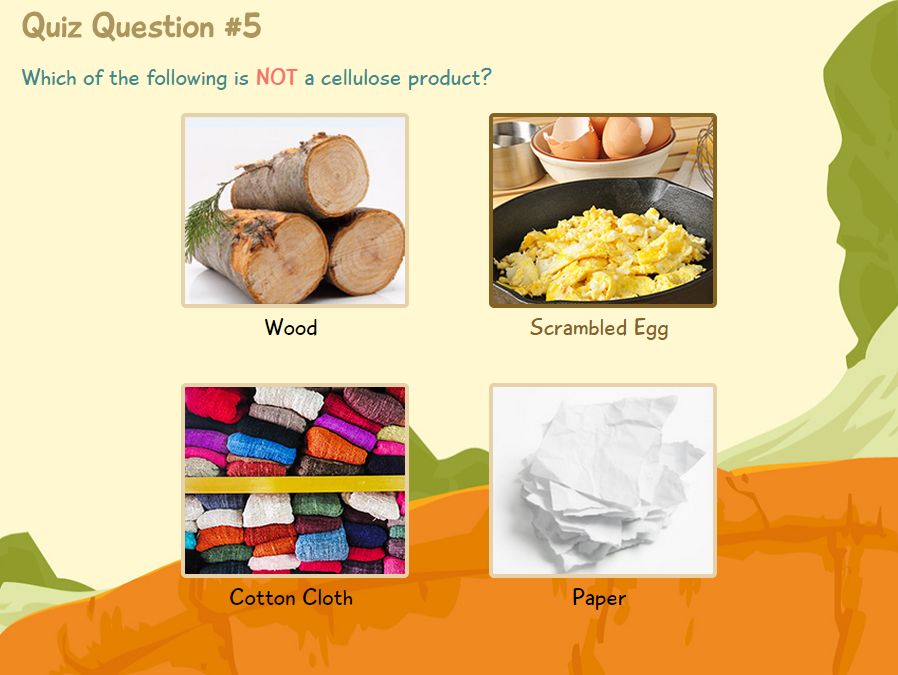 Quiz Question #5
Which of the following is NOT a cellulose product?
Wood
Scrambled Egg
Cotton Cloth
Paper